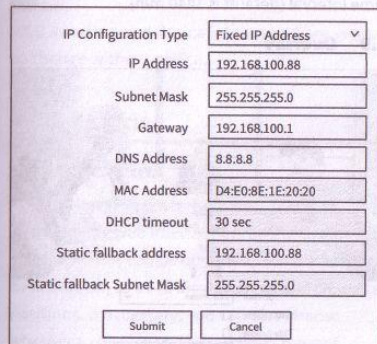 IP Configuration Type Fixed IP Address
IP Address 192.168.100.88
Subnet Mask 255.255.255.0
Gateway 192.168.100.1
DNS Address 8.8.8.8
MAC Address D4:E0:8E:1E:20:20
DHCP timeout 30 sec
Static fallback address 192.168.100.88
Static fallback Subnet Mask 255.255.255.0
Submit Cancel